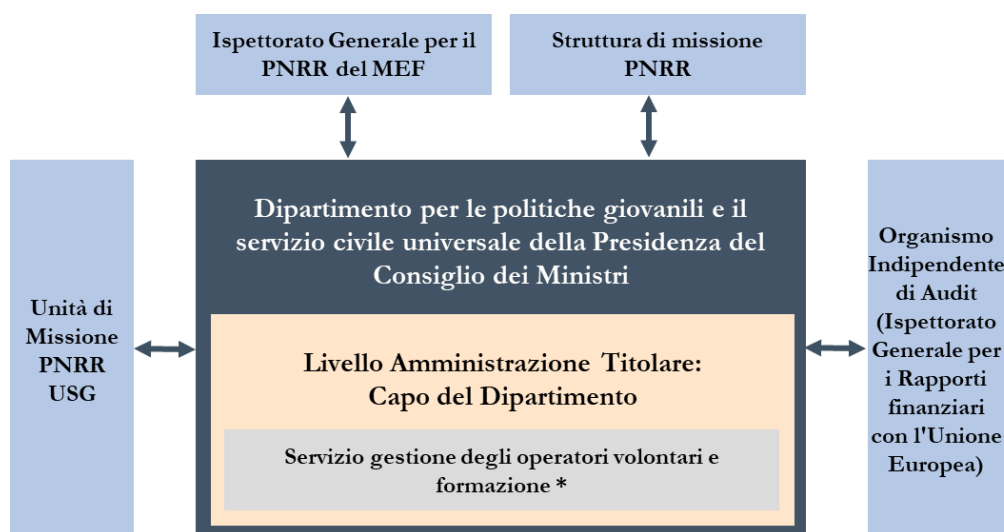 Ispettorato Generale per il
PNRR del MEF
Struttura di missione
PNRR
Dipartimento per le politiche giovanili e il
servizio civile universale della Presidenza del
Consiglio dei Ministri
Unità di
Missione
PNRR
USG
Livello Amministrazione Titolare:
Capo del Dipartimento
Servizio gestione degli operatori volontari e
formazione *
Organismo
Indipendente
di Audit
(Ispettorato
Generale per
i Rapporti
finanziari
con l'Unione
Europea)